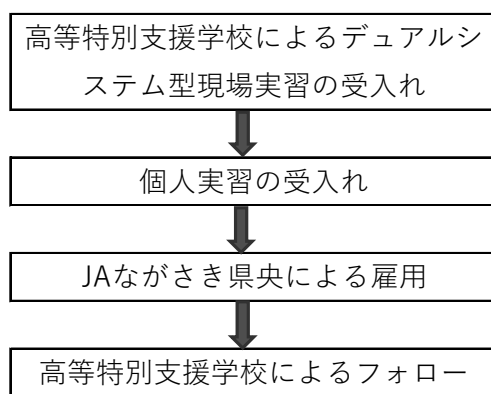 高等特別支援学校によるデュアルシ
ステム型現場実習の受入れ
個人実習の受入れ
JAながさき県央による雇用
高等特別支援学校によるフォロー